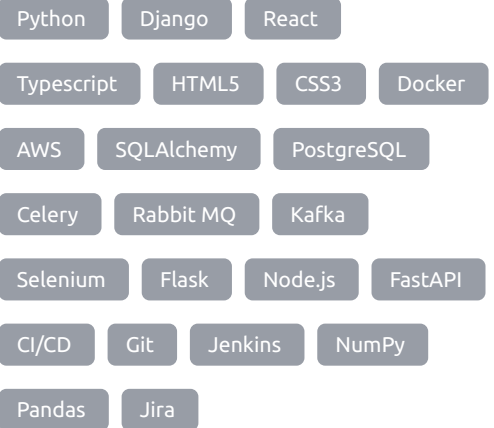 Python Django React
Typescript HTML5 CSS3 Docker
AWS SQLAlchemy PostgreSQL
Celery Rabbit MQ Kafka
Selenium Flask Node.js FastAPI
CI/CD Git Jenkins NumPy
Pandas Jira